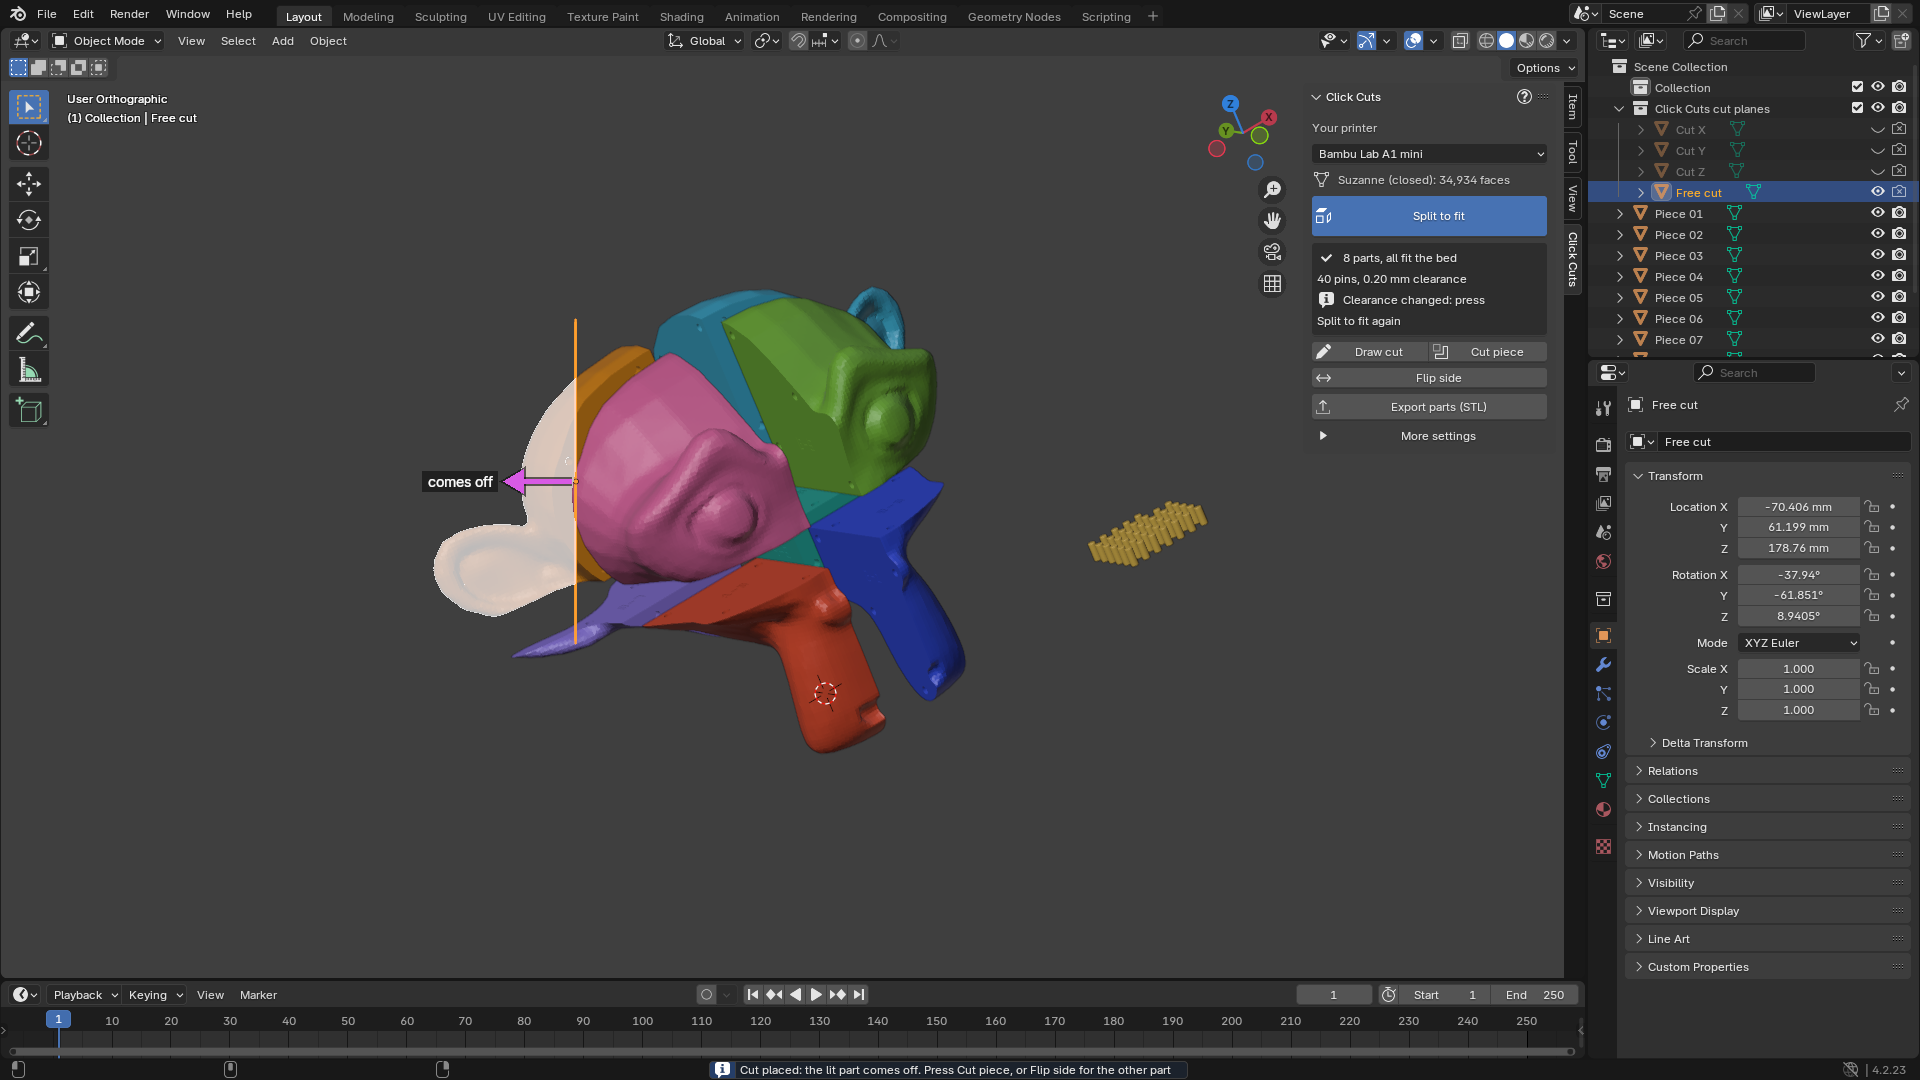 File Edit Render Window Help
Layout Modeling Sculpting UV Editing Texture Paint Shading Animation Rendering Compositing Geometry Nodes Scripting
Scene
ViewLayer
Object Mode View Select Add Object
Global
Options
Search
User Orthographic
(1) Collection | Free cut
Z
X
Y
comes off
Click Cuts
Your printer
Bambu Lab A1 mini
Suzanne (closed): 34,934 faces
Split to fit
8 parts, all fit the bed
40 pins, 0.20 mm clearance
Clearance changed: press
Split to fit again
Draw cut Cut piece
Flip side
Export parts (STL)
More settings
Item
Tool
View
Click Cuts
Scene Collection
Collection
Click Cuts cut planes
Cut X
Cut Y
Cut Z
Free cut
Piece 01
Piece 02
Piece 03
Piece 04
Piece 05
Piece 06
Piece 07
Search
Free cut
Free cut
Transform
Location X -70.406 mm
Y 61.199 mm
Z 178.76 mm
Rotation X -37.94°
Y -61.851°
Z 8.9405°
Mode XYZ Euler
Scale X 1.000
Y 1.000
Z 1.000
Delta Transform
Relations
Collections
Instancing
Motion Paths
Visibility
Viewport Display
Line Art
Custom Properties
Playback Keying View Marker
1 Start 1 End 250
1 10 20 30 40 50 60 70 80 90 100 110 120 130 140 150 160 170 180 190 200 210 220 230 240 250
Cut placed: the lit part comes off. Press Cut piece, or Flip side for the other part
4.2.23